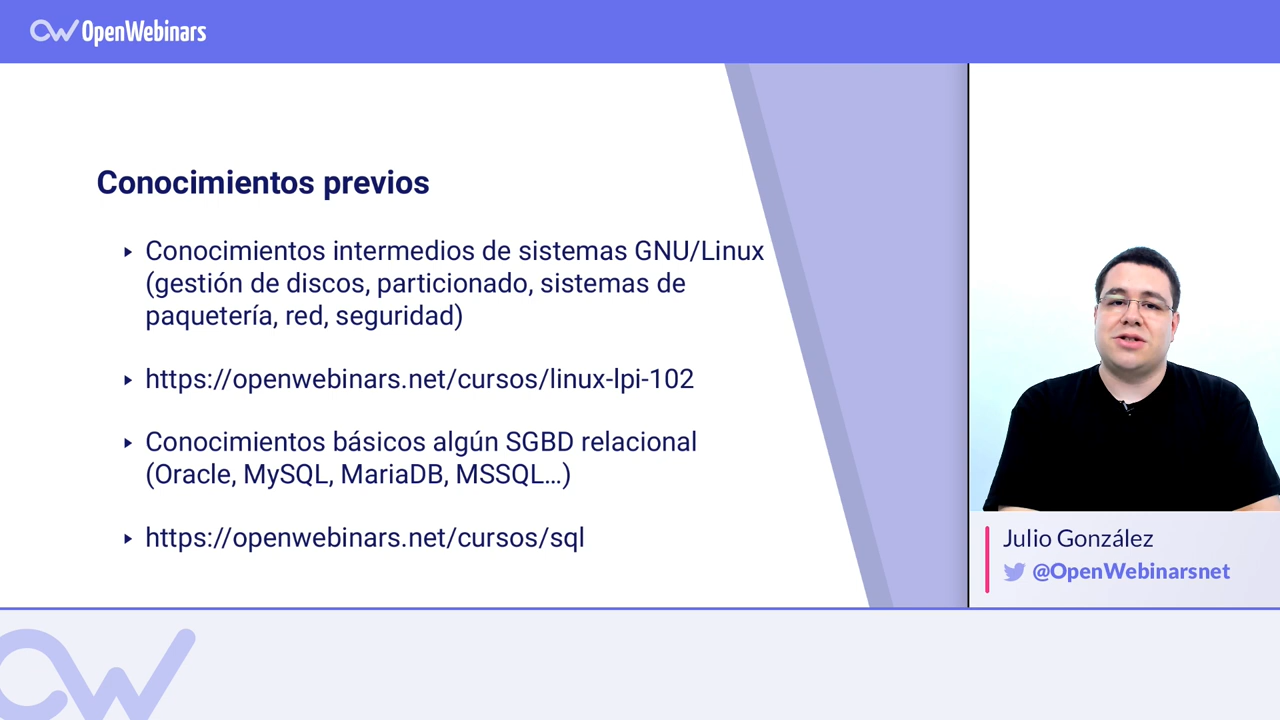 OpenWebinars
Conocimientos previos
Conocimientos intermedios de sistemas GNU/Linux
(gestión de discos, particionado, sistemas de
paquetería, red, seguridad)
https://openwebinars.net/cursos/linux-lpi-102
Conocimientos básicos algún SGBD relacional
(Oracle, MySQL, MariaDB, MSSQL...)
https://openwebinars.net/cursos/sql
Julio González
@OpenWebinarsnet